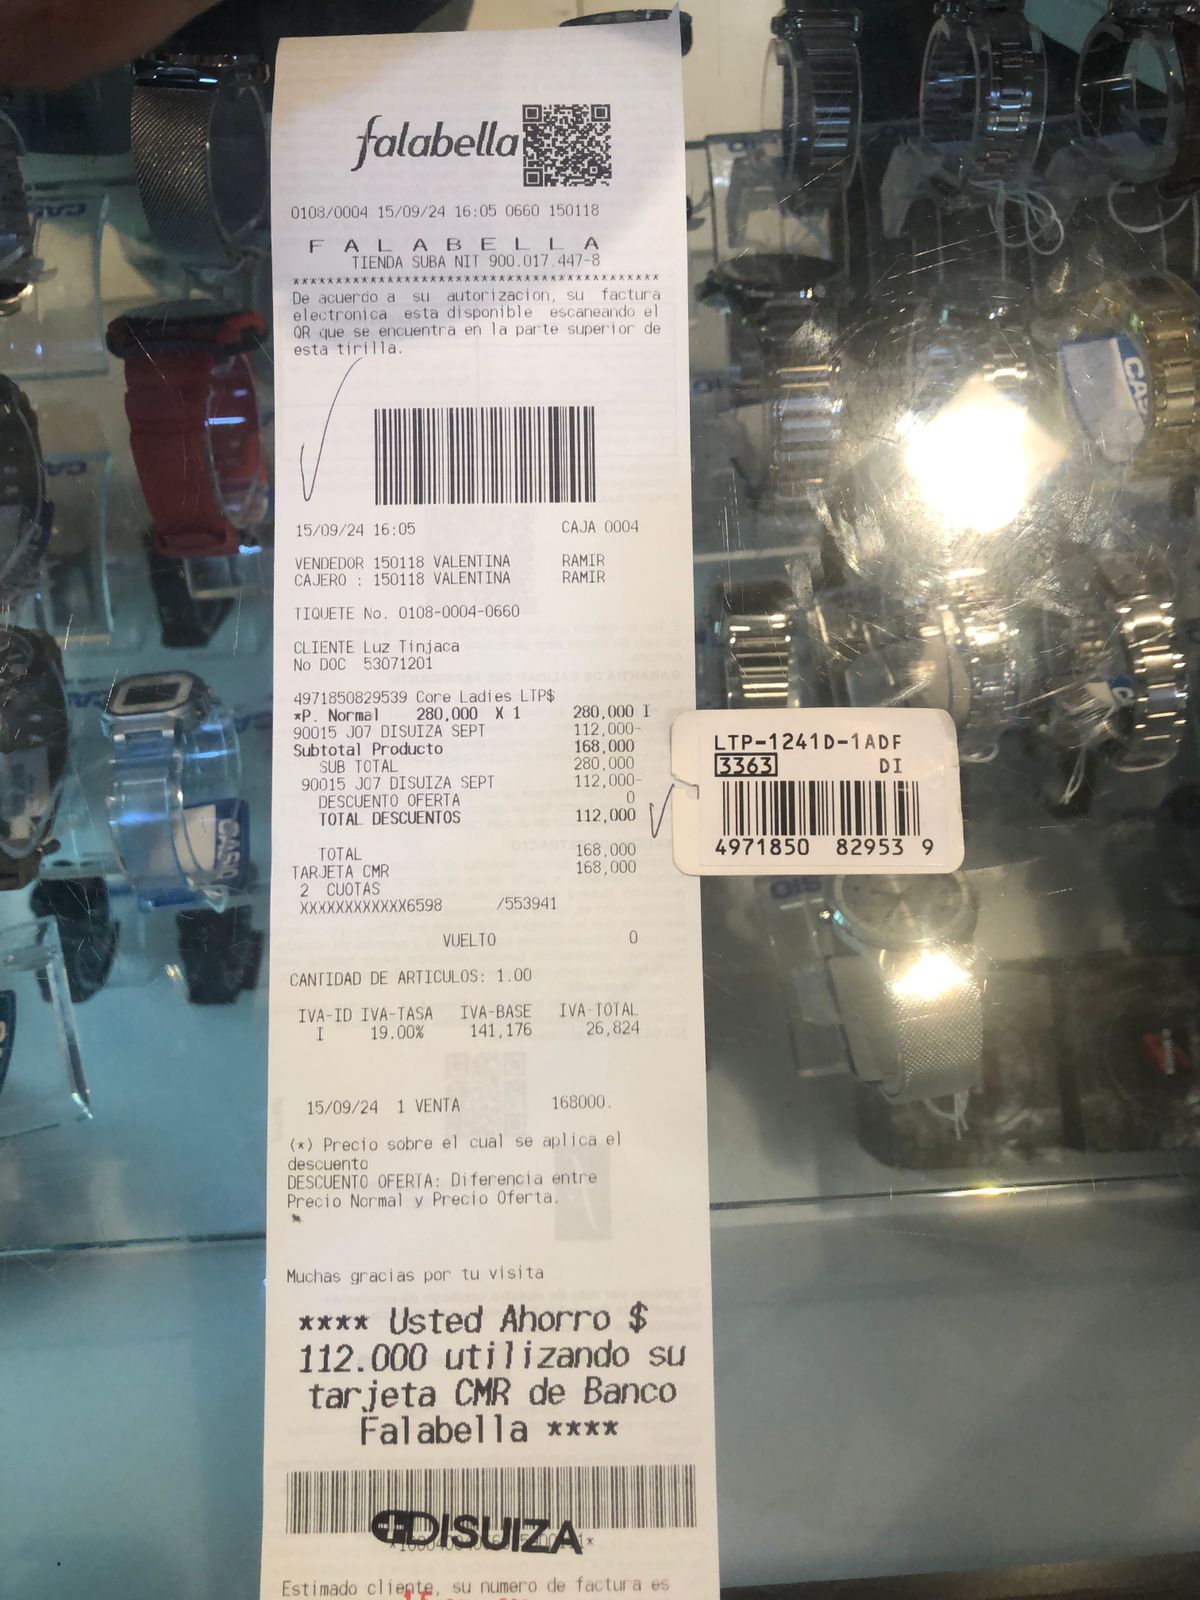 falabella
0108/0004 15/09/24 16:05 0660 150118
F A L A B E L L A
TIENDA SUBA NIT 900.017.447-8
******************************************
De acuerdo a su autorizacion, su factura
electronica esta disponible escaneando el
QR que se encuentra en la parte superior de
esta tirilla.
15/09/24 16:05 CAJA 0004
VENDEDOR 150118 VALENTINA RAMIR
CAJERO : 150118 VALENTINA RAMIR
TIQUETE No. 0108-0004-0660
CLIENTE Luz Tinjaca
No DOC 53071201
4971850829539 Core Ladies LTP$
*P. Normal 280,000 X 1 280,000 I
90015 J07 DISUIZA SEPT 112,000-
Subtotal Producto 168,000
SUB TOTAL 280,000
90015 J07 DISUIZA SEPT 112,000-
DESCUENTO OFERTA 0
TOTAL DESCUENTOS 112,000
TOTAL 168,000
TARJETA CMR 168,000
2 CUOTAS
XXXXXXXXXXXX6598 /553941
VUELTO 0
CANTIDAD DE ARTICULOS: 1.00
IVA-ID IVA-TASA IVA-BASE IVA-TOTAL
I 19.00% 141,176 26,824
15/09/24 1 VENTA 168000.
(*) Precio sobre el cual se aplica el
descuento
DESCUENTO OFERTA: Diferencia entre
Precio Normal y Precio Oferta.
Muchas gracias por tu visita
**** Usted Ahorro $
112.000 utilizando su
tarjeta CMR de Banco
Falabella ****
DISUIZA
Estimado cliente, su numero de factura es
LTP-1241D-1ADF
3363 DI
4971850 82953 9
CASIO